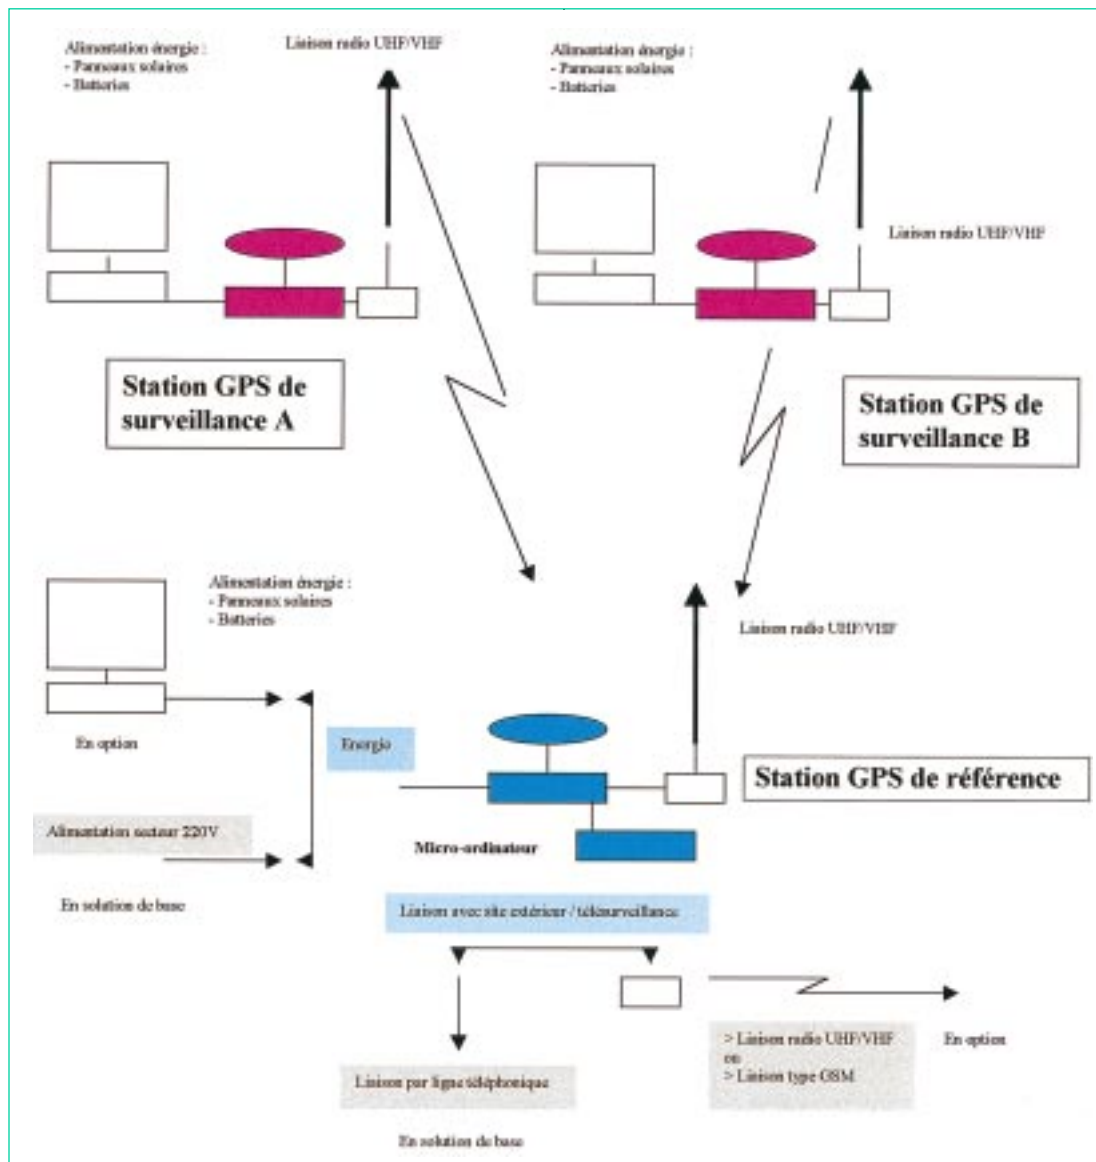 Alimentation énergie :
- Panneaux solaires
- Batteries
Liaison radio UHF/VHF
Alimentation énergie :
- Panneaux solaires
- Batteries
Liaison radio UHF/VHF
Station GPS de
surveillance A
Station GPS de
surveillance B
Alimentation énergie :
- Panneaux solaires
- Batteries
Liaison radio UHF/VHF
En option
Energie
Station GPS de référence
Alimentation secteur 220V
Micro-ordinateur
En solution de base
Liaison avec site extérieur / télésurveillance
> Liaison radio UHF/VHF
ou
> Liaison type GSM
En option
Liaison par ligne téléphonique
En solution de base